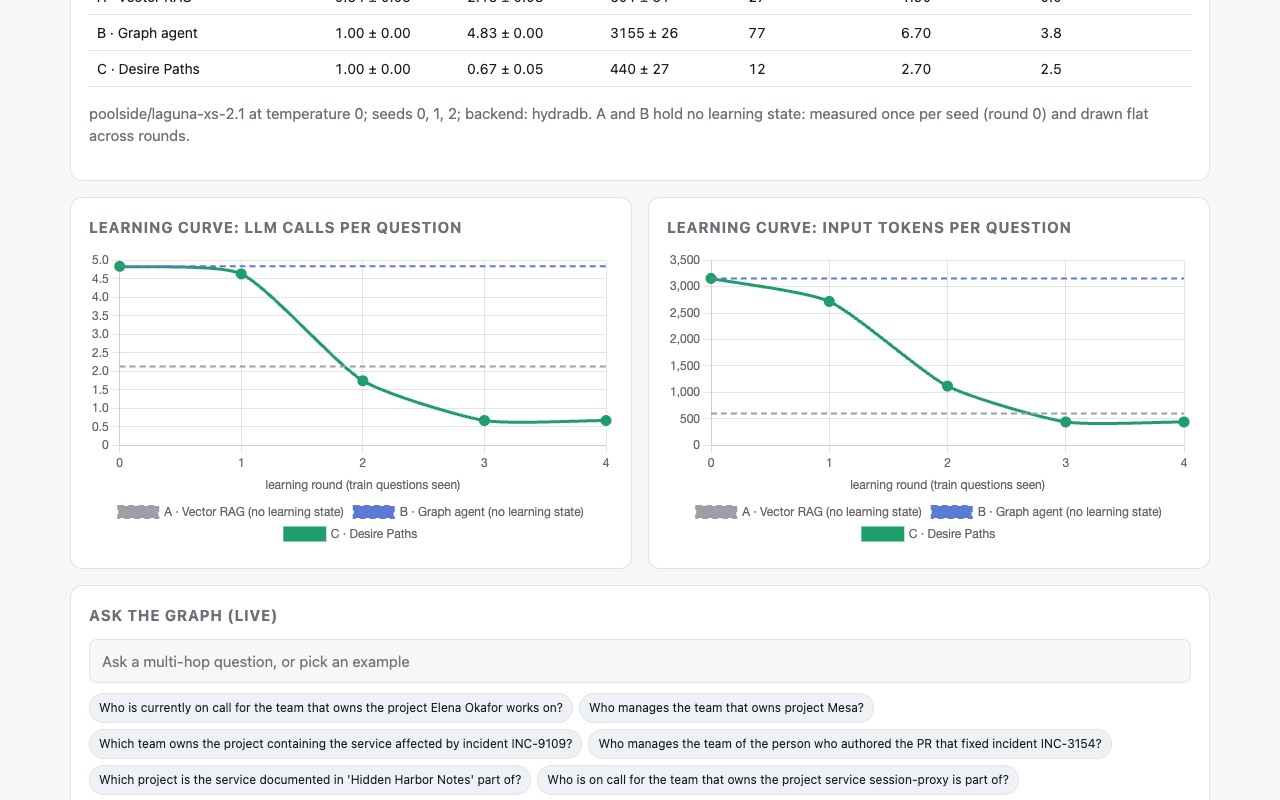 B · Graph agent 1.00 ± 0.00 4.83 ± 0.00 3155 ± 26 77 6.70 3.8
C · Desire Paths 1.00 ± 0.00 0.67 ± 0.05 440 ± 27 12 2.70 2.5
poolside/laguna-xs-2.1 at temperature 0; seeds 0, 1, 2; backend: hydradb. A and B hold no learning state: measured once per seed (round 0) and drawn flat
across rounds.
LEARNING CURVE: LLM CALLS PER QUESTION
5.0
4.5
4.0
3.5
3.0
2.5
2.0
1.5
1.0
0.5
0
0 1 2 3 4
learning round (train questions seen)
A · Vector RAG (no learning state) B · Graph agent (no learning state)
C · Desire Paths
LEARNING CURVE: INPUT TOKENS PER QUESTION
3,500
3,000
2,500
2,000
1,500
1,000
500
0
0 1 2 3 4
learning round (train questions seen)
A · Vector RAG (no learning state) B · Graph agent (no learning state)
C · Desire Paths
ASK THE GRAPH (LIVE)
Ask a multi-hop question, or pick an example
Who is currently on call for the team that owns the project Elena Okafor works on? Who manages the team that owns project Mesa?
Which team owns the project containing the service affected by incident INC-9109? Who manages the team of the person who authored the PR that fixed incident INC-3154?
Which project is the service documented in 'Hidden Harbor Notes' part of? Who is on call for the team that owns the project service session-proxy is part of?